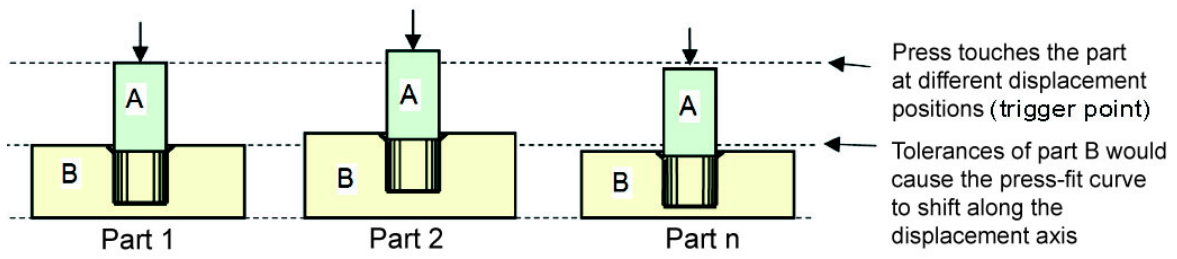 A
A
A
B
B
B
Part 1
Part 2
Part n
Press touches the part
at different displacement
positions (trigger point)
Tolerances of part B would
cause the press-fit curve
to shift along the
displacement axis